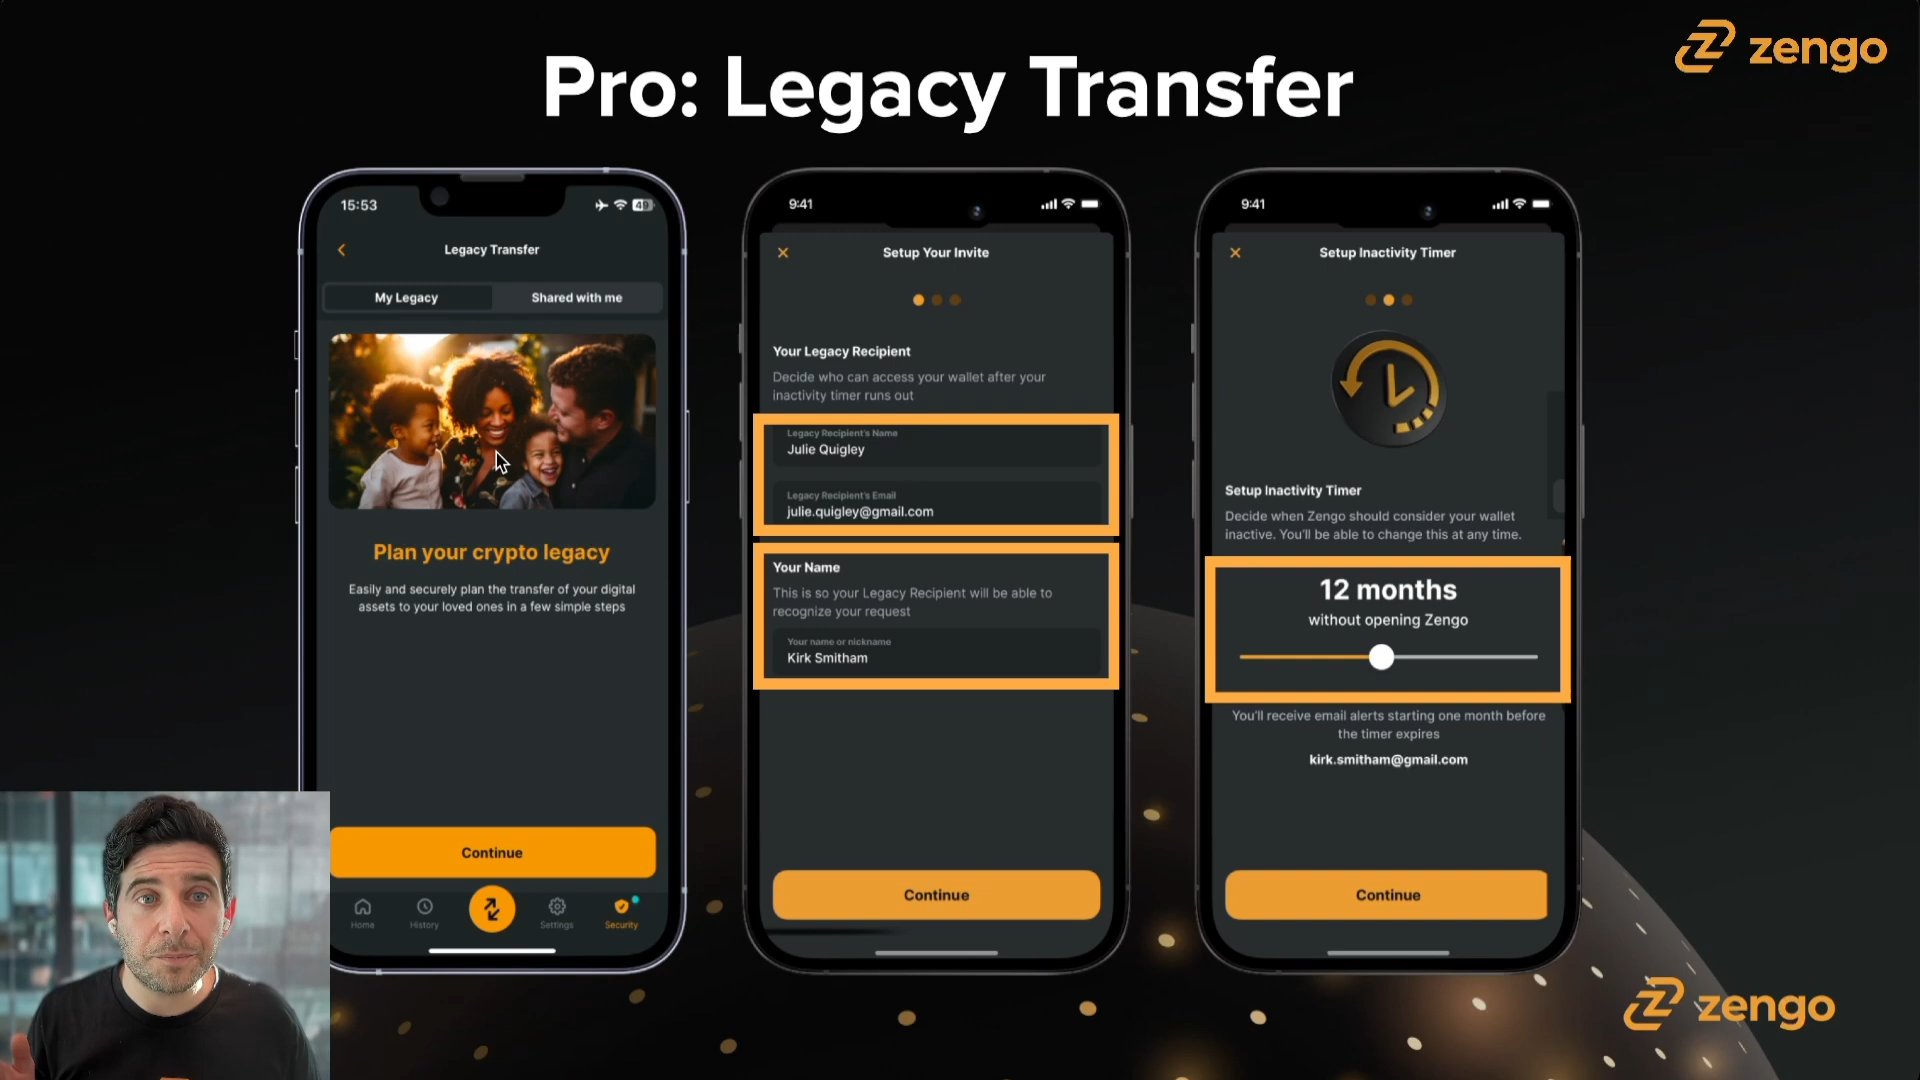 Pro: Legacy Transfer
zengo
15:53
49
Legacy Transfer
My Legacy
Shared with me
Plan your crypto legacy
Easily and securely plan the transfer of your digital
assets to your loved ones in a few simple steps
Continue
Home
History
Settings
Security
9:41
Setup Your Invite
Your Legacy Recipient
Decide who can access your wallet after your
inactivity timer runs out
Legacy Recipient's Name
Julie Quigley
Legacy Recipient's Email
julie.quigley@gmail.com
Your Name
This is so your Legacy Recipient will be able to
recognize your request
Your name or nickname
Kirk Smitham
Continue
9:41
Setup Inactivity Timer
Setup Inactivity Timer
Decide when Zengo should consider your wallet
inactive. You'll be able to change this at any time.
12 months
without opening Zengo
You'll receive email alerts starting one month before
the timer expires
kirk.smitham@gmail.com
Continue
zengo